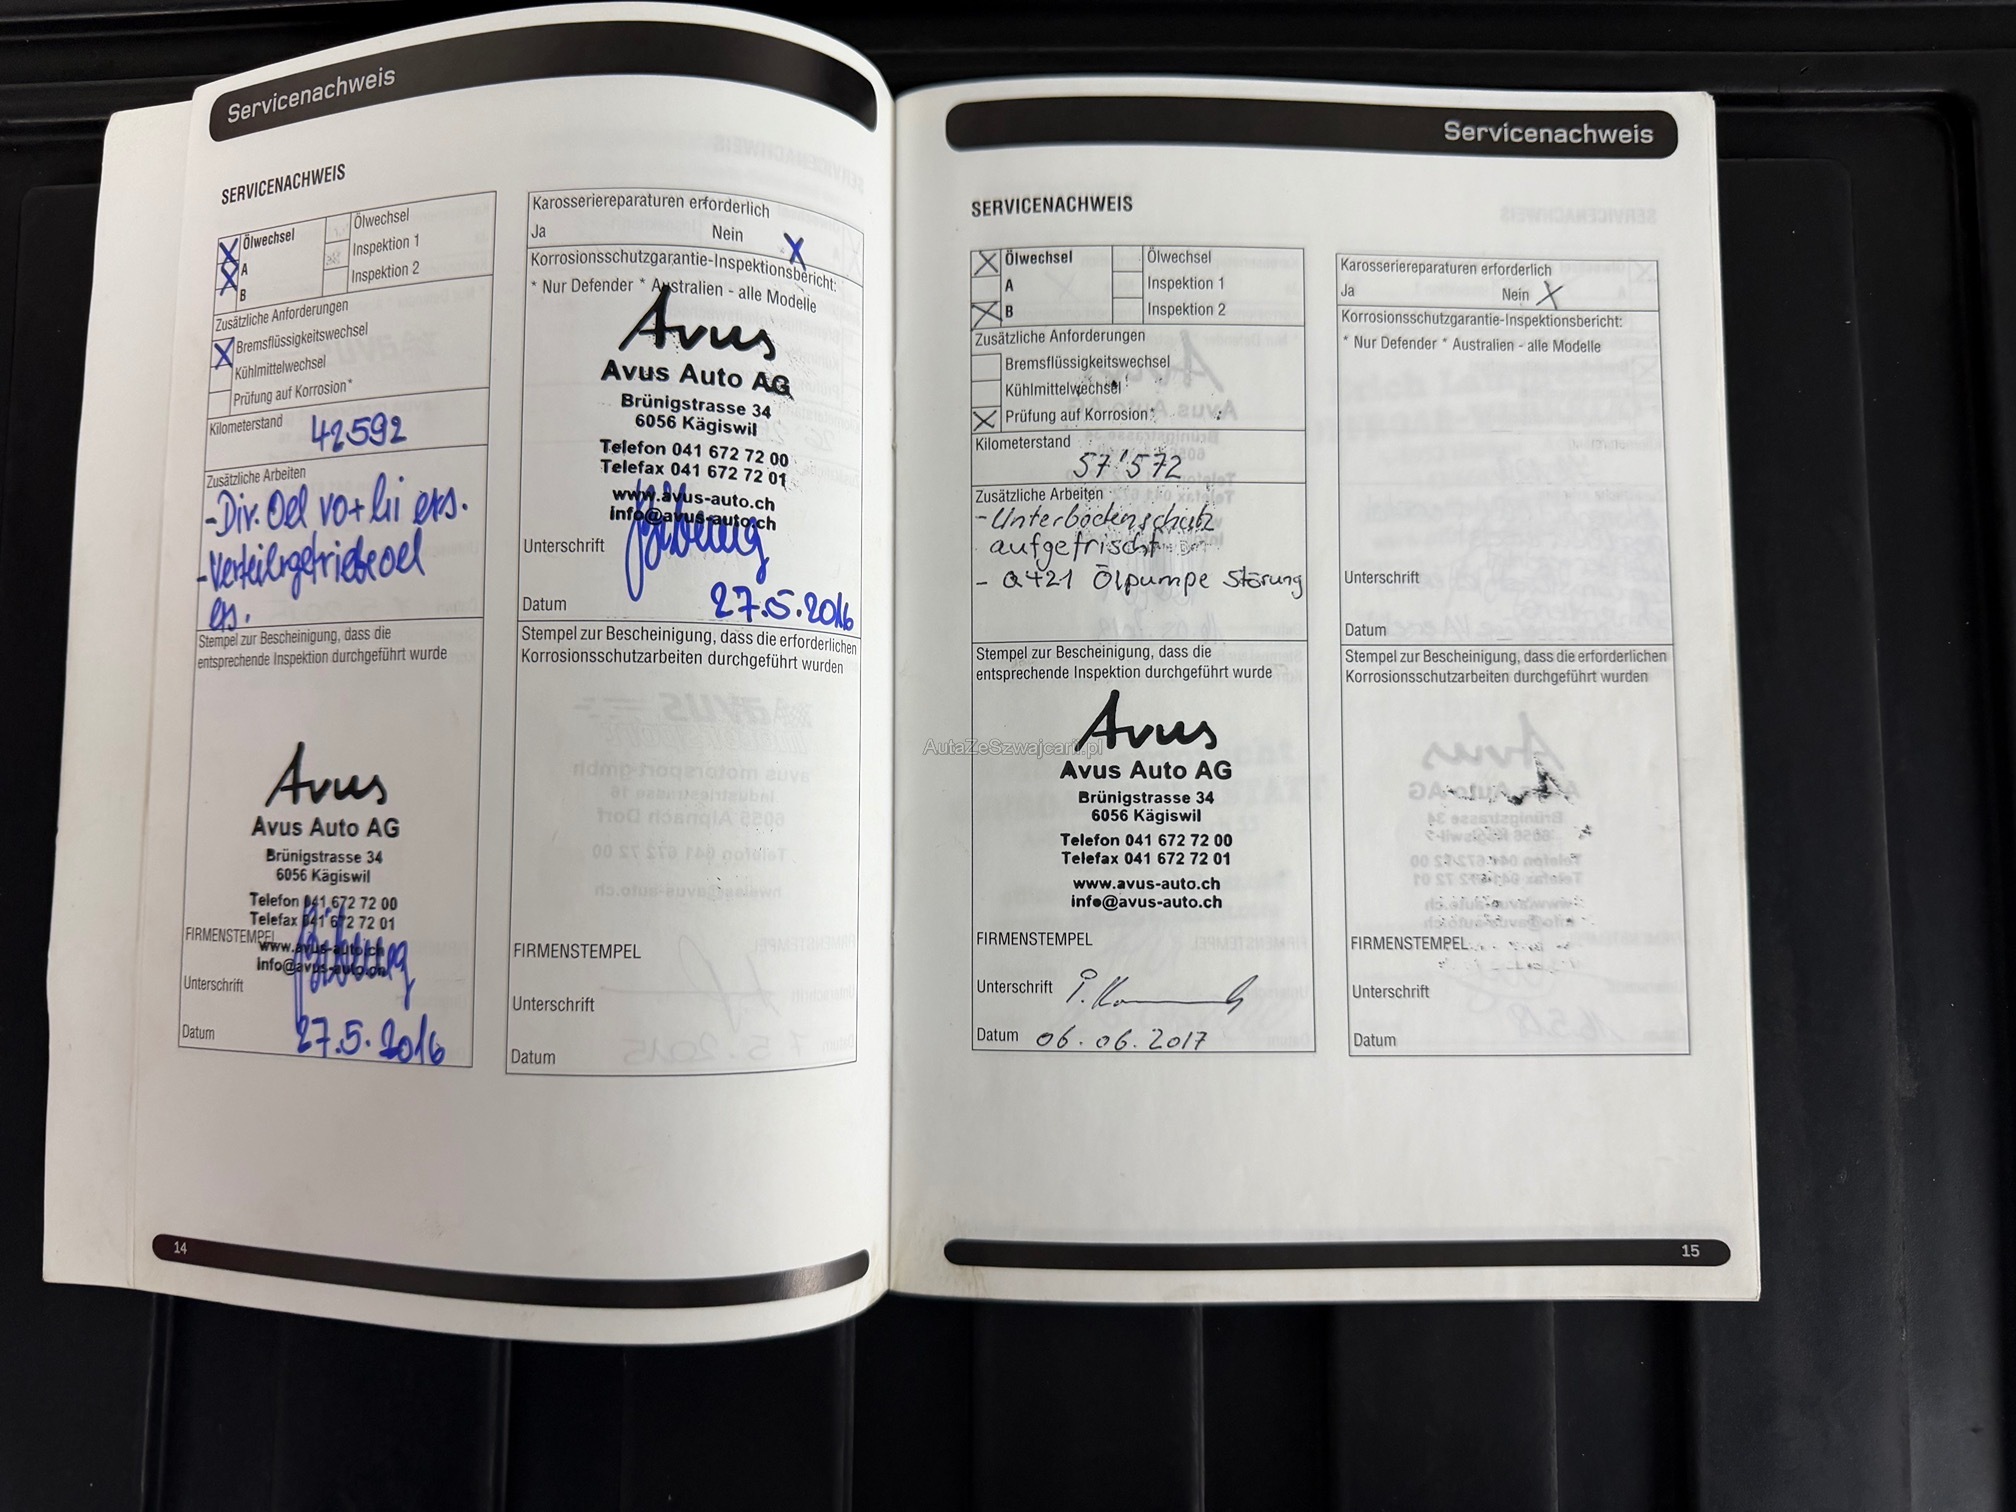 Servicenachweis
SERVICENACHWEIS
X Ölwechsel
X A
B
Ölwechsel
Inspektion 1
Inspektion 2
Zusätzliche Anforderungen
X Bremsflüssigkeitswechsel
Kühlmittelwechsel
Prüfung auf Korrosion*
Kilometerstand 42592
Zusätzliche Arbeiten
-Div. Oel vo+hi ers.
-Verteilergetriebeoel
ers.
Stempel zur Bescheinigung, dass die
entsprechende Inspektion durchgeführt wurde
Avus
Avus Auto AG
Brünigstrasse 34
6056 Kägiswil
Telefon 041 672 72 00
Telefax 041 672 72 01
www.avus-auto.ch
info@avus-auto.ch
FIRMENSTEMPEL
Unterschrift
Datum 27.5.2016
Karosseriereparaturen erforderlich
Ja Nein X
Korrosionsschutzgarantie-Inspektionsbericht:
* Nur Defender * Australien - alle Modelle
Avus
Avus Auto AG
Brünigstrasse 34
6056 Kägiswil
Telefon 041 672 72 00
Telefax 041 672 72 01
www.avus-auto.ch
info@avus-auto.ch
Unterschrift
Datum 27.5.2016
Stempel zur Bescheinigung, dass die erforderlichen
Korrosionsschutzarbeiten durchgeführt wurden
FIRMENSTEMPEL
Unterschrift
Datum
14
Servicenachweis
SERVICENACHWEIS
X Ölwechsel
A
X B
Ölwechsel
Inspektion 1
Inspektion 2
Zusätzliche Anforderungen
Bremsflüssigkeitswechsel
Kühlmittelwechsel
X Prüfung auf Korrosion*
Kilometerstand
57'572
Zusätzliche Arbeiten
-Unterbodenschutz
aufgefrischt
- Q421 Ölpumpe Störung
Stempel zur Bescheinigung, dass die
entsprechende Inspektion durchgeführt wurde
Avus
Avus Auto AG
Brünigstrasse 34
6056 Kägiswil
Telefon 041 672 72 00
Telefax 041 672 72 01
www.avus-auto.ch
info@avus-auto.ch
FIRMENSTEMPEL
Unterschrift
Datum 06.06.2017
Karosseriereparaturen erforderlich
Ja Nein X
Korrosionsschutzgarantie-Inspektionsbericht:
* Nur Defender * Australien - alle Modelle
Unterschrift
Datum
Stempel zur Bescheinigung, dass die erforderlichen
Korrosionsschutzarbeiten durchgeführt wurden
FIRMENSTEMPEL
Unterschrift
Datum
15
AutaZeSzwajcarii.pl